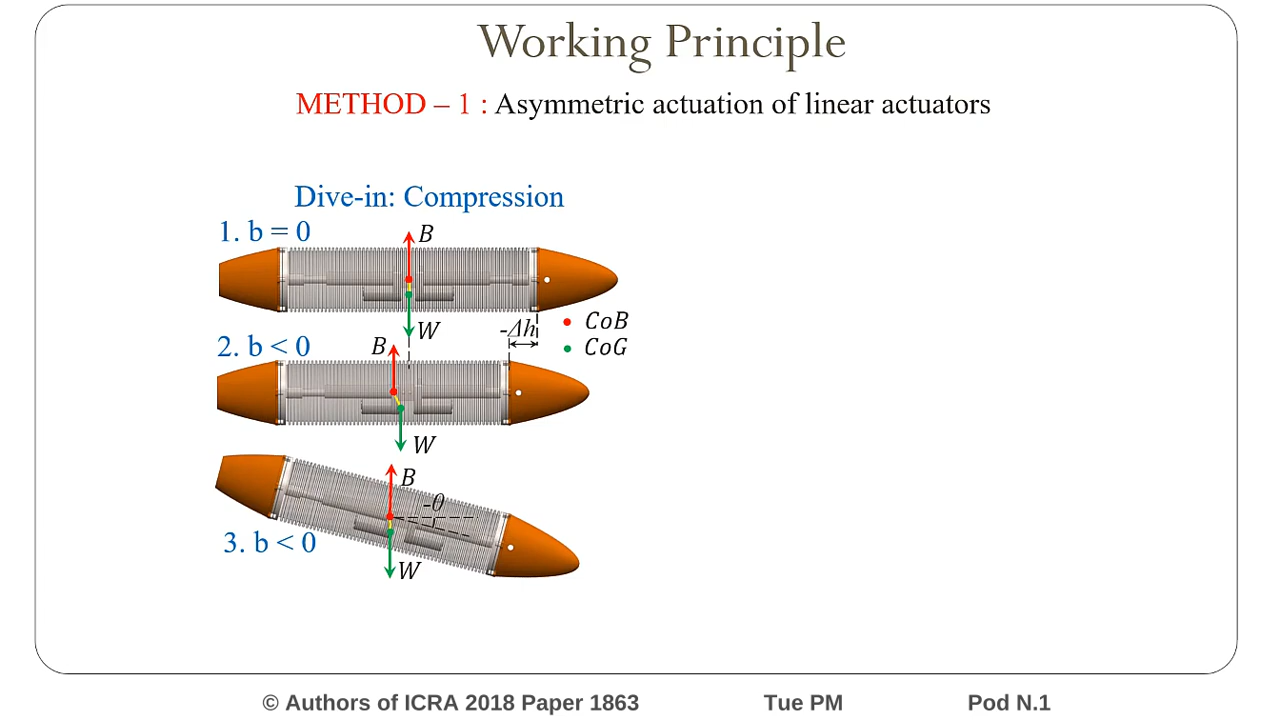 Working Principle
METHOD – 1 : Asymmetric actuation of linear actuators
Dive-in: Compression
1. b = 0
B
W
-Δh
CoB
CoG
2. b < 0
B
W
B
-θ
3. b < 0
W
© Authors of ICRA 2018 Paper 1863 Tue PM Pod N.1